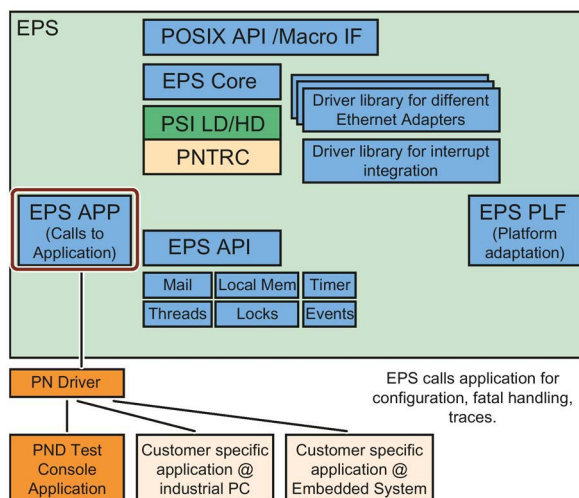 EPS
POSIX API /Macro IF
EPS Core
Driver library for different
Ethernet Adapters
PSI LD/HD
PNTRC
Driver library for interrupt
integration
EPS APP
(Calls to
Application)
EPS API
EPS PLF
(Platform
adaptation)
Mail
Local Mem
Timer
Threads
Locks
Events
PN Driver
EPS calls application for
configuration, fatal handling,
traces.
PND Test
Console
Application
Customer specific
application @
industrial PC
Customer specific
application @
Embedded System